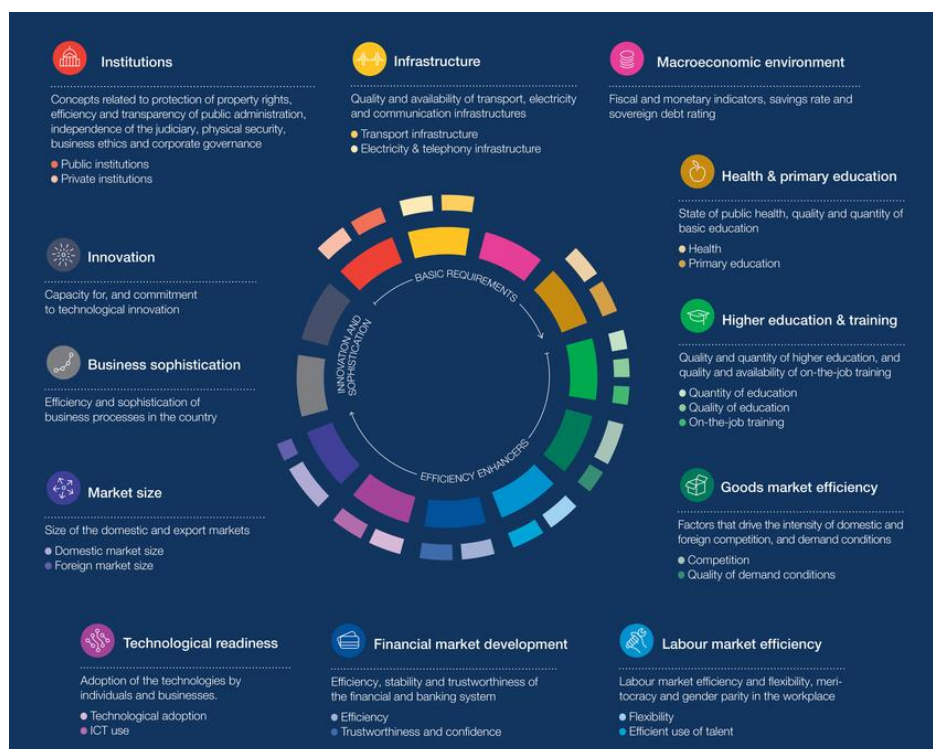 Institutions
Concepts related to protection of property rights,
efficiency and transparency of public administration,
independence of the judiciary, physical security,
business ethics and corporate governance
Public institutions
Private institutions
Infrastructure
Quality and availability of transport, electricity
and communication infrastructures
Transport infrastructure
Electricity & telephony infrastructure
Macroeconomic environment
Fiscal and monetary indicators, savings rate and
sovereign debt rating
Health & primary education
State of public health, quality and quantity of
basic education
Health
Primary education
Innovation
Capacity for, and commitment
to technological innovation
BASIC REQUIREMENTS
INNOVATION AND
SOPHISTICATION
EFFICIENCY ENHANCERS
Higher education & training
Quality and quantity of higher education, and
quality and availability of on-the-job training
Quantity of education
Quality of education
On-the-job training
Business sophistication
Efficiency and sophistication of
business processes in the country
Market size
Size of the domestic and export markets
Domestic market size
Foreign market size
Goods market efficiency
Factors that drive the intensity of domestic and
foreign competition, and demand conditions
Competition
Quality of demand conditions
Technological readiness
Adoption of the technologies by
individuals and businesses.
Technological adoption
ICT use
Financial market development
Efficiency, stability and trustworthiness of
the financial and banking system
Efficiency
Trustworthiness and confidence
Labour market efficiency
Labour market efficiency and flexibility, meri-
tocracy and gender parity in the workplace
Flexibility
Efficient use of talent